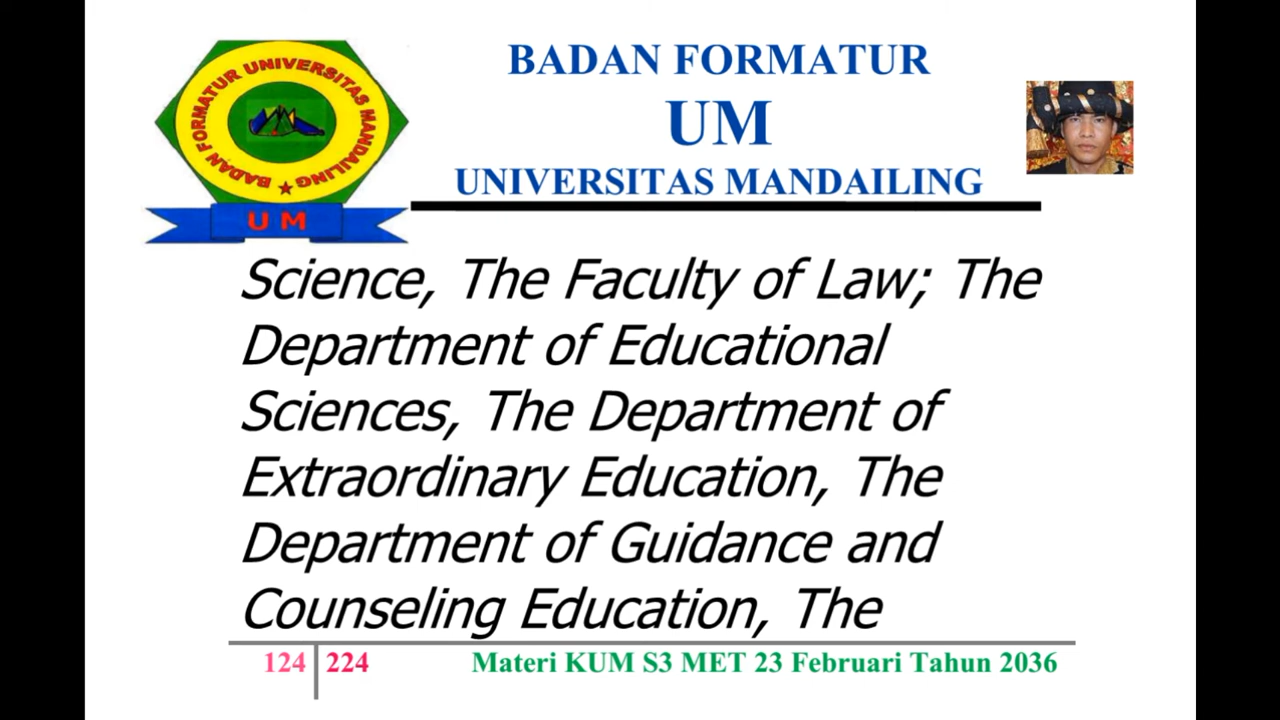 BADAN FORMATUR UNIVERSITAS MANDAILING
UM
BADAN FORMATUR
UM
UNIVERSITAS MANDAILING
Science, The Faculty of Law; The
Department of Educational
Sciences, The Department of
Extraordinary Education, The
Department of Guidance and
Counseling Education, The
124 224 Materi KUM S3 MET 23 Februari Tahun 2036